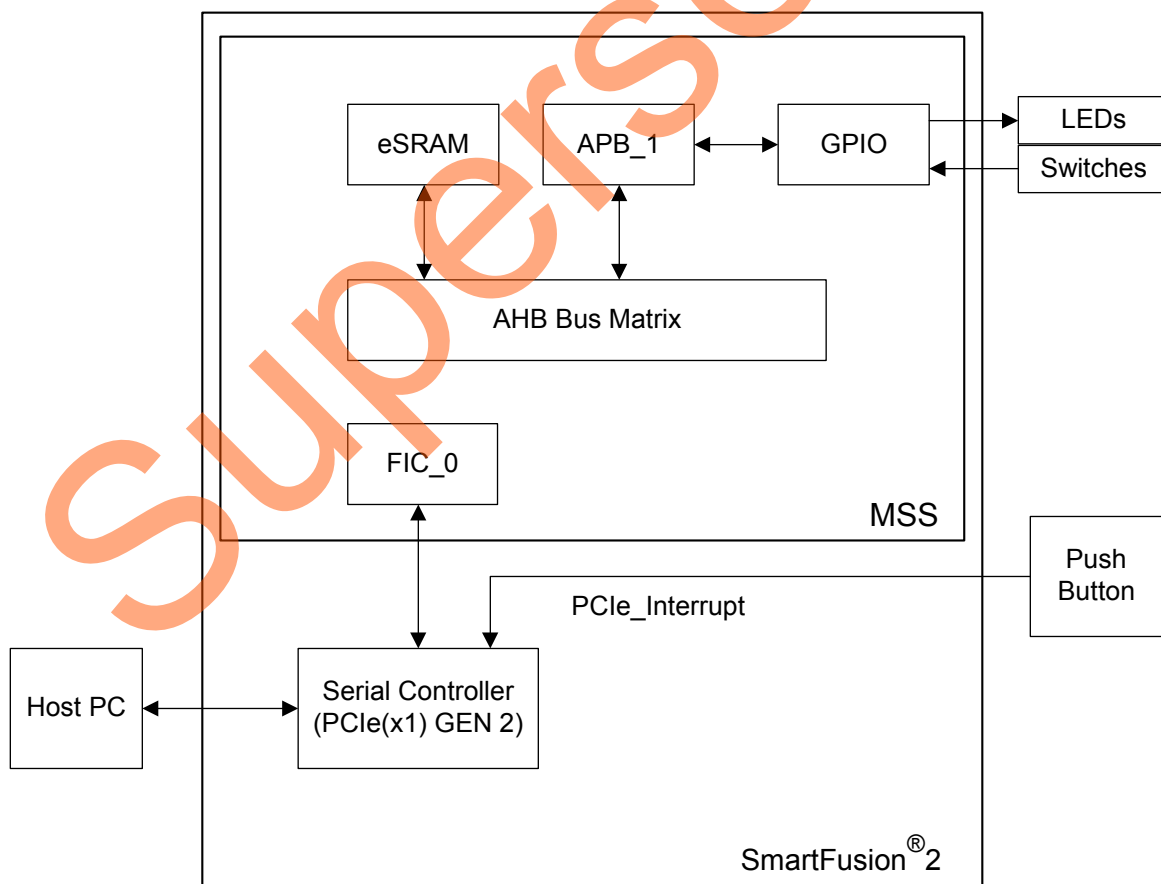 eSRAM
APB_1
GPIO
LEDs
Switches
AHB Bus Matrix
FIC_0
MSS
Push
Button
PCIe_Interrupt
Host PC
Serial Controller
(PCIe(x1) GEN 2)
SmartFusion®2